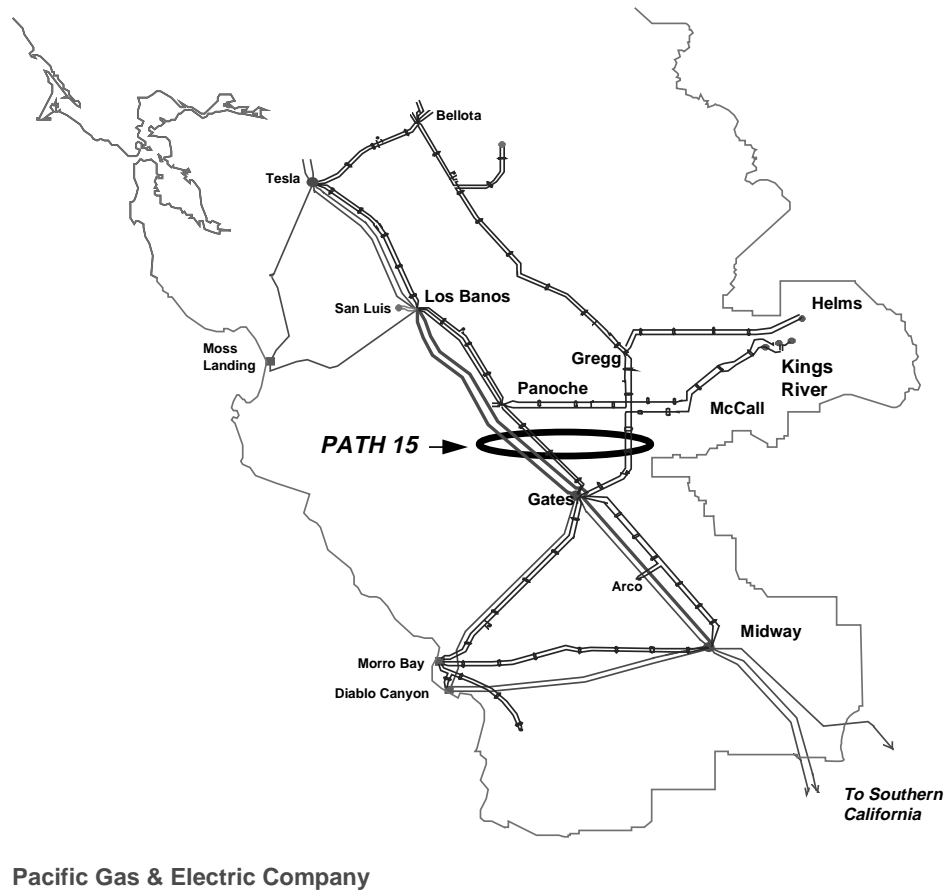 Bellota
Tesla
Los Banos
San Luis
Helms
Moss
Landing
Gregg
Kings
River
Panoche
McCall
PATH 15
Gates
Arco
Midway
Morro Bay
Diablo Canyon
To Southern
California
Pacific Gas & Electric Company